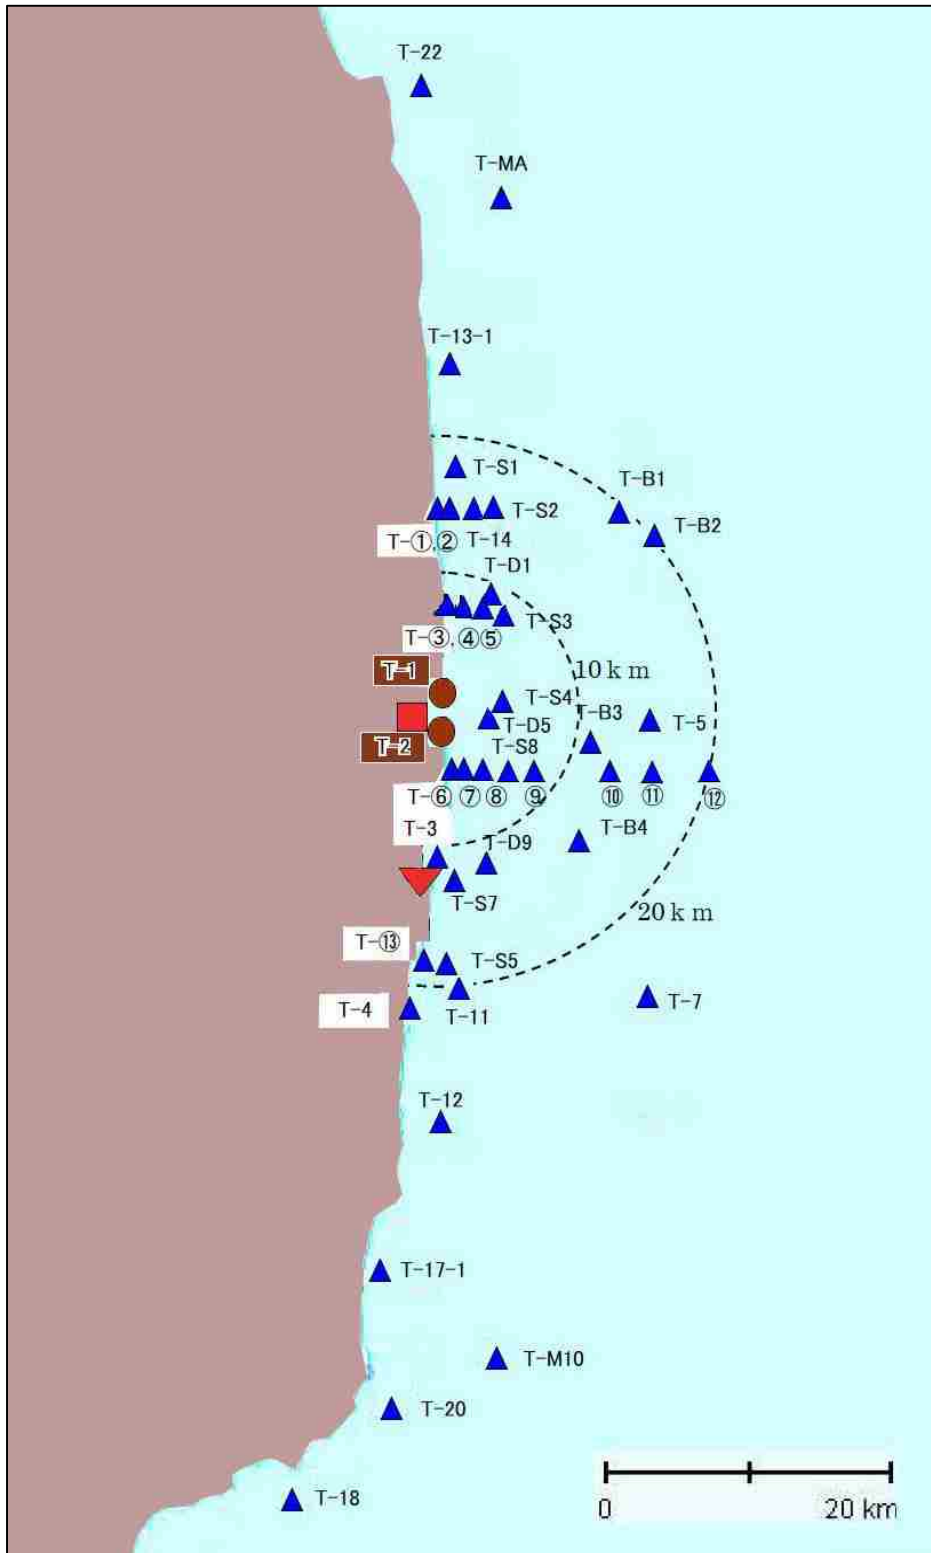 T-22
T-MA
T-13-1
T-S1
T-B1
T-S2
T-B2
T-①,②
T-14
T-D1
T-S3
T-③,④⑤
T-1
10 km
T-S4
T-B3
T-5
T-D5
T-2
T-S8
T-⑥ ⑦ ⑧ ⑨ ⑩ ⑪ ⑫
T-3
T-D9
T-B4
T-S7
20 km
T-⑬
T-S5
T-4
T-11
T-7
T-12
T-17-1
T-M10
T-20
T-18
0 20 km